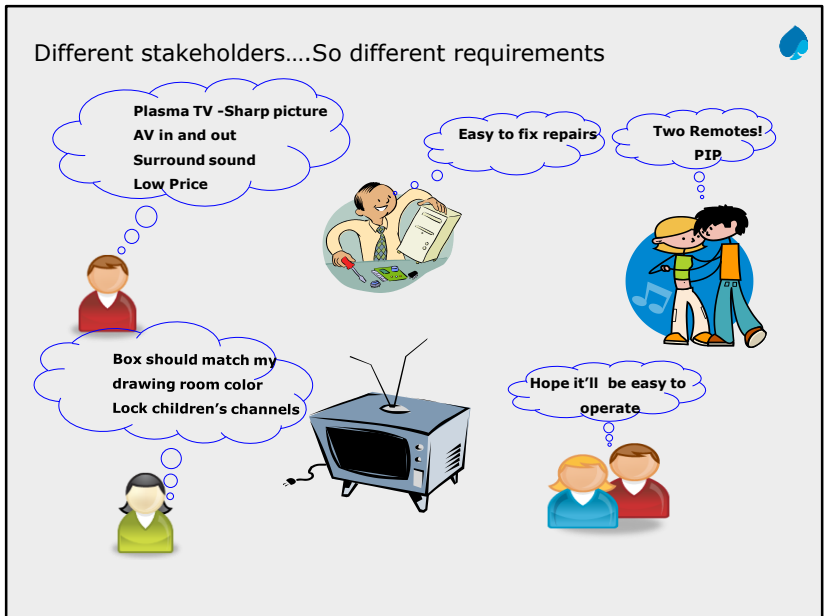 Different stakeholders....So different requirements
Plasma TV -Sharp picture
AV in and out
Surround sound
Low Price
Easy to fix repairs
Two Remotes!
PIP
Box should match my
drawing room color
Lock children's channels
Hope it'll be easy to
operate